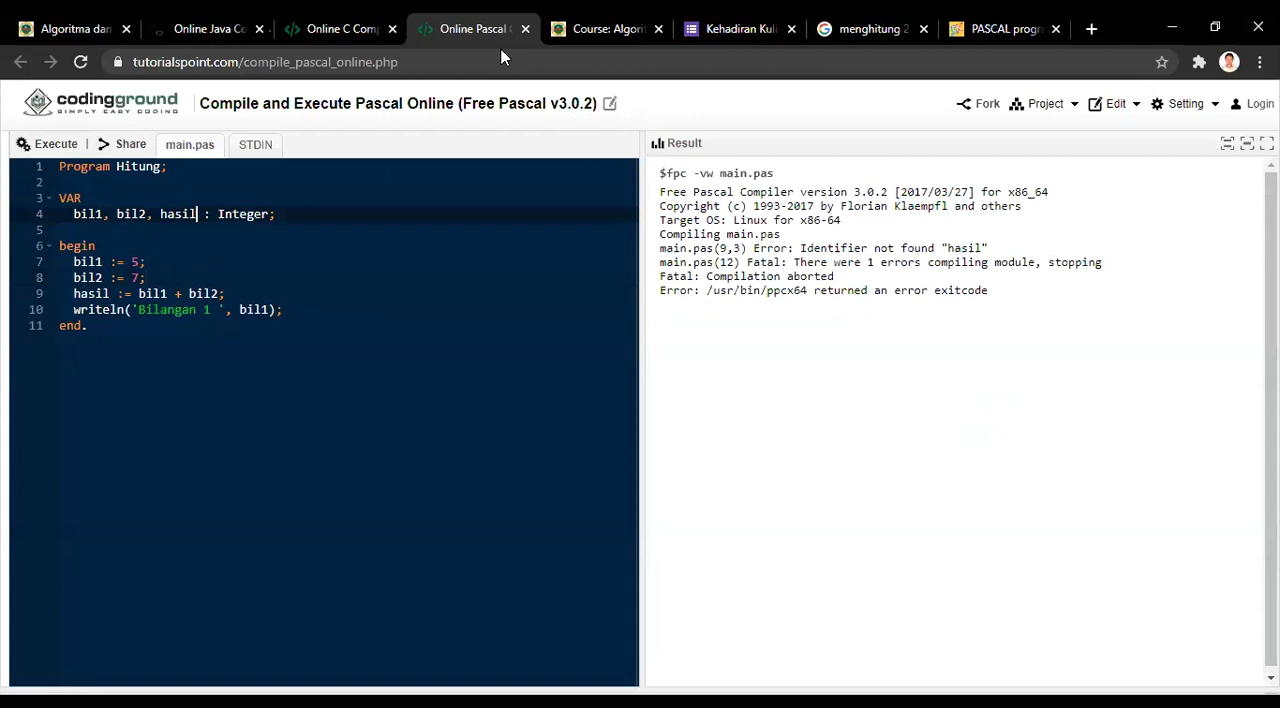 Algoritma dan
Online Java Co
Online C Comp
Online Pascal C
Course: Algorit
Kehadiran Kuli
menghitung 2
PASCAL progr
tutorialspoint.com/compile_pascal_online.php
codingground
SIMPLY EASY CODING
Compile and Execute Pascal Online (Free Pascal v3.0.2)
Fork
Project
Edit
Setting
Login
Execute
Share
main.pas
STDIN
1 Program Hitung;
2
3 VAR
4 bil1, bil2, hasil : Integer;
5
6 begin
7 bil1 := 5;
8 bil2 := 7;
9 hasil := bil1 + bil2;
10 writeln('Bilangan 1 ', bil1);
11 end.
Result
$fpc -vw main.pas
Free Pascal Compiler version 3.0.2 [2017/03/27] for x86_64
Copyright (c) 1993-2017 by Florian Klaempfl and others
Target OS: Linux for x86-64
Compiling main.pas
main.pas(9,3) Error: Identifier not found "hasil"
main.pas(12) Fatal: There were 1 errors compiling module, stopping
Fatal: Compilation aborted
Error: /usr/bin/ppcx64 returned an error exitcode